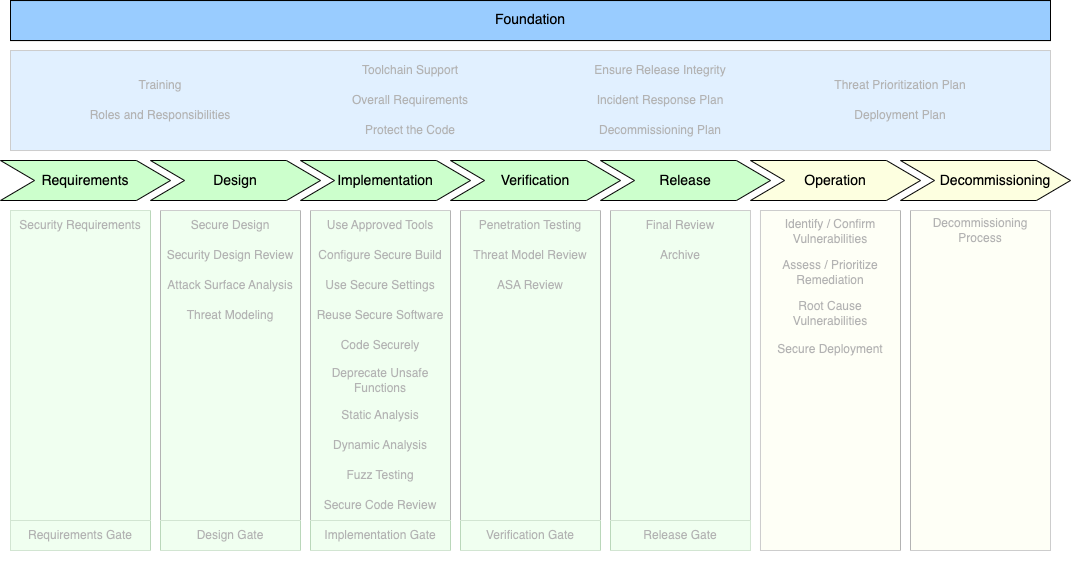 Foundation
Training
Roles and Responsibilities
Toolchain Support
Overall Requirements
Protect the Code
Ensure Release Integrity
Incident Response Plan
Decommissioning Plan
Threat Prioritization Plan
Deployment Plan
Requirements
Design
Implementation
Verification
Release
Operation
Decommissioning
Security Requirements
Requirements Gate
Secure Design
Security Design Review
Attack Surface Analysis
Threat Modeling
Design Gate
Use Approved Tools
Configure Secure Build
Use Secure Settings
Reuse Secure Software
Code Securely
Deprecate Unsafe
Functions
Static Analysis
Dynamic Analysis
Fuzz Testing
Secure Code Review
Implementation Gate
Penetration Testing
Threat Model Review
ASA Review
Verification Gate
Final Review
Archive
Release Gate
Identify / Confirm
Vulnerabilities
Assess / Prioritize
Remediation
Root Cause
Vulnerabilities
Secure Deployment
Decommissioning
Process